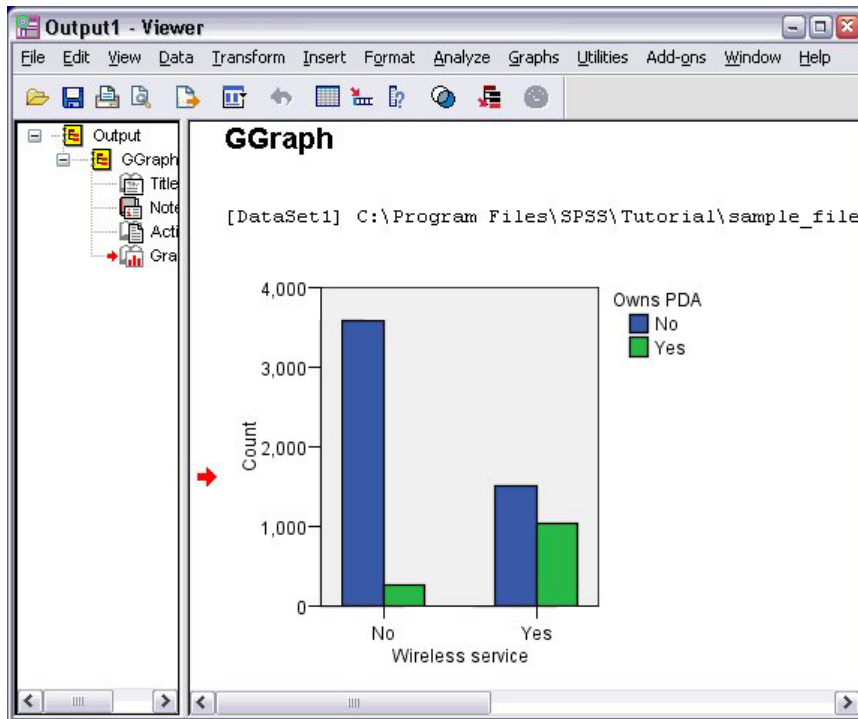 Output1 - Viewer
File Edit View Data Transform Insert Format Analyze Graphs Utilities Add-ons Window Help
Output
GGraph
Title
Note
Acti
Gra
GGraph
[DataSet1] C:\Program Files\SPSS\Tutorial\sample_file
4,000
3,000
2,000
1,000
0
Count
No
Yes
Wireless service
Owns PDA
No
Yes